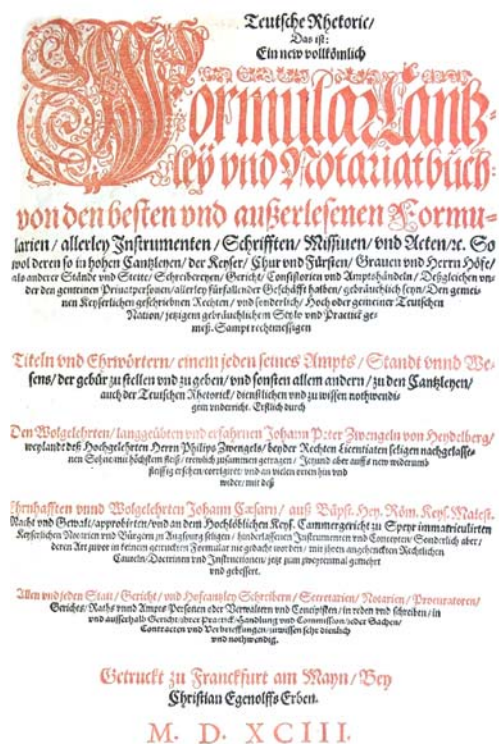 Teutsche Rhetoric/
Das ist:
Ein new vollkömlich
Formular Cantz-
ley vnd Notariatbuch:
von den besten vnd außerlesenen Formu-
larien / allerley Instrumenten / Schrifften / Missiuen / vnd Acten / ꝛc. So
wol deren so in hohen Cantzleyen / der Keyser / Chur vnd Fürsten / Grauen vnd Herrn Höfe /
als anderer Stände vnd Stette / Schreibereyen / Gericht / Consistorien vnd Amptshändeln / Deßgleichen vn-
der den gemeinen Priuatpersonen / allerley fürfallender Geschäfft halben / gebräuchlich seyn / Den gemei-
nen Keyserlichen geschriebnen Rechten / vnd sonderlich / Hoch oder gemeiner Teutschen
Nation / jetzigem gebräuchlichem Stylo vnd Practick ge-
meß. Sampt rechtmessigen
Titeln vnd Ehrwörtern / einem jeden seines Ampts / Standt vnnd We-
sens / der gebür zu stellen vnd zu geben / vnd sonsten allem andern / zu den Cantzleyen /
auch der Teutschen Rhetorick / dienstlichen vnd zu wissen nothwendi-
gem vnderricht. Erstlich durch
Den Wolgelehrten / langgeübten vnd erfahrnen Johann Peter Zwengeln von Heydelberg /
weylandt deß Hochgelehrten Herrn Philips Zwengels / beyder Rechten Licentiaten seligen nachgelasse-
nen Sohne mit höchstem fleiß / trewlich zusammen getragen / Jetzund aber auffs new widerumb
fleissig ersehen / corrigiret / vnd an vielen orten hin vnd
wider / mit deß
Ehrnhafften vnnd Wolgelehrten Johann Cæsarn / auß Bäpst. Hey. Röm. Keys. Maiest.
Macht vnd Gewalt / approbirten / vnd an dem Hochlöblichen Keys. Cammergericht zu Speyr immatriculirten
Keyserlichen Notarien vnd Bürgern zu Augspurg seligen / hinderlassenen Instrumenten vnd Concepten / Sonderlich aber /
deren Art zuvor in keinem getruckten Formular nie gedacht worden / mit jhren angehenckten Rechtlichen
Cauteln / Doctrinen vnd Instructionen / jetzt zum zweytenmal gemehrt
vnd gebessert.
Allen vnd jeden Statt / Gericht / vnd Hofcantzley Schreibern / Secretarien / Notarien / Procuratoren /
Gerichts / Raths vnnd Ampts Personen oder Verwaltern vnd Concipisten / in reden vnd schreiben / in
vnd ausserhalb Gericht / jhrer Practick / Handlung vnd Commission / jeder Sachen /
Contracten vnd Verbrieffungen / zuwissen sehr dienlich
vnd nothwendig.
Getruckt zu Franckfurt am Mayn / Bey
Christian Egenolffs Erben.
M. D. XCIII.